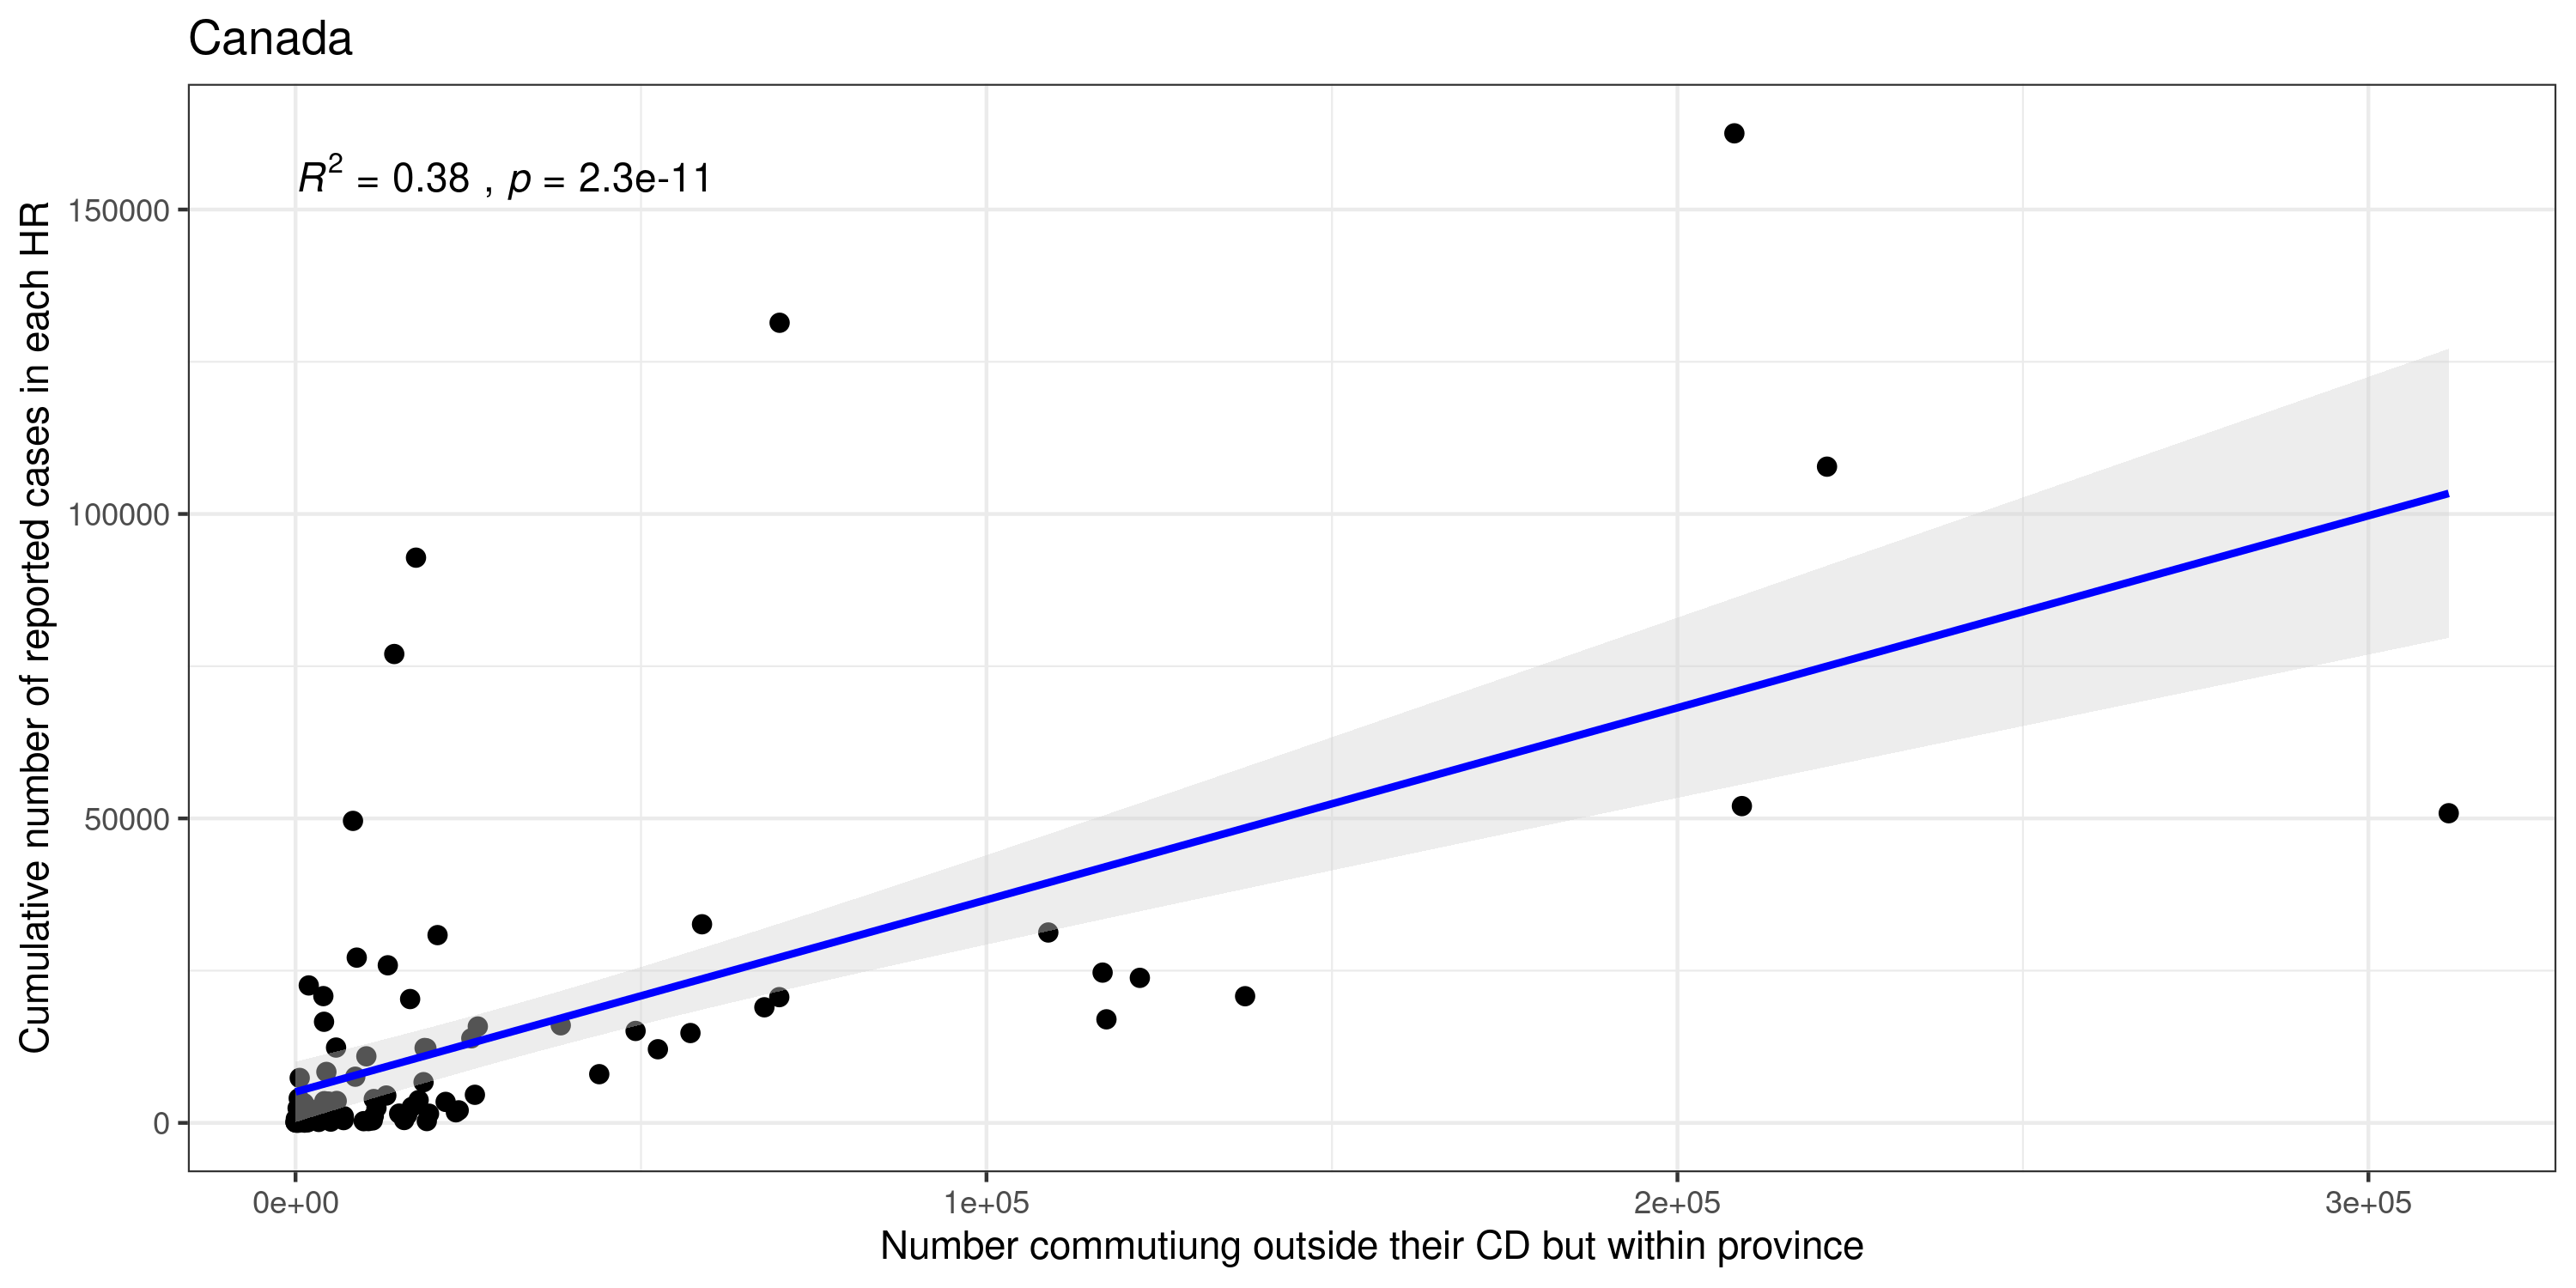 Canada
R² = 0.38 , p = 2.3e-11
Cumulative number of reported cases in each HR
150000
100000
50000
0
0e+00 1e+05 2e+05 3e+05
Number commutiung outside their CD but within province